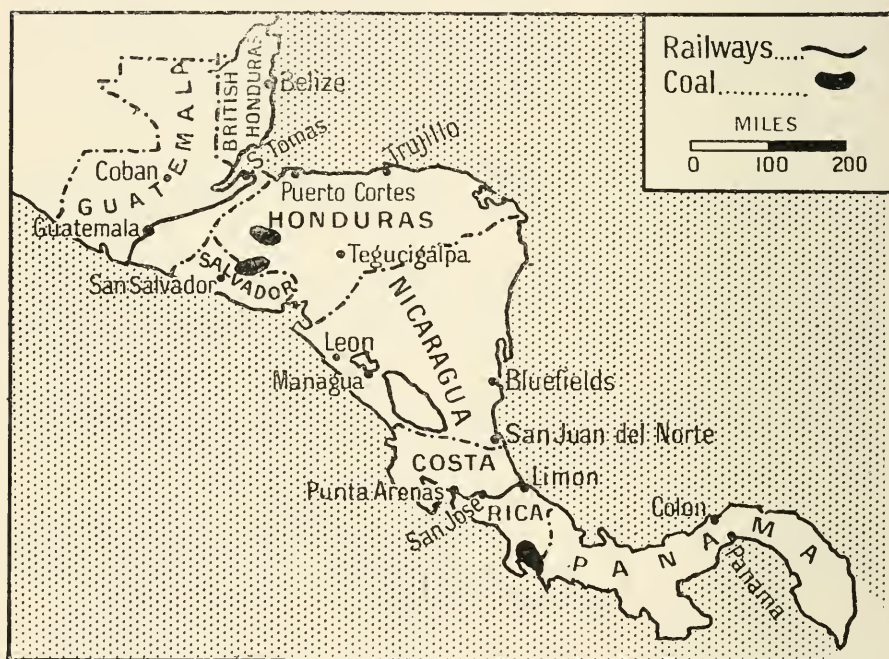 Railways....
Coal..........
MILES
0 100 200
BRITISH
HONDURAS
Belize
GUATEMALA
Coban
S. Tomas
Trujillo
Puerto Cortes
HONDURAS
Guatemala
Tegucigalpa
SALVADOR
San Salvador
NICARAGUA
Leon
Managua
Bluefields
San Juan del Norte
COSTA
RICA
Limon
Punta Arenas
San Jose
Colon
PANAMA
Panama